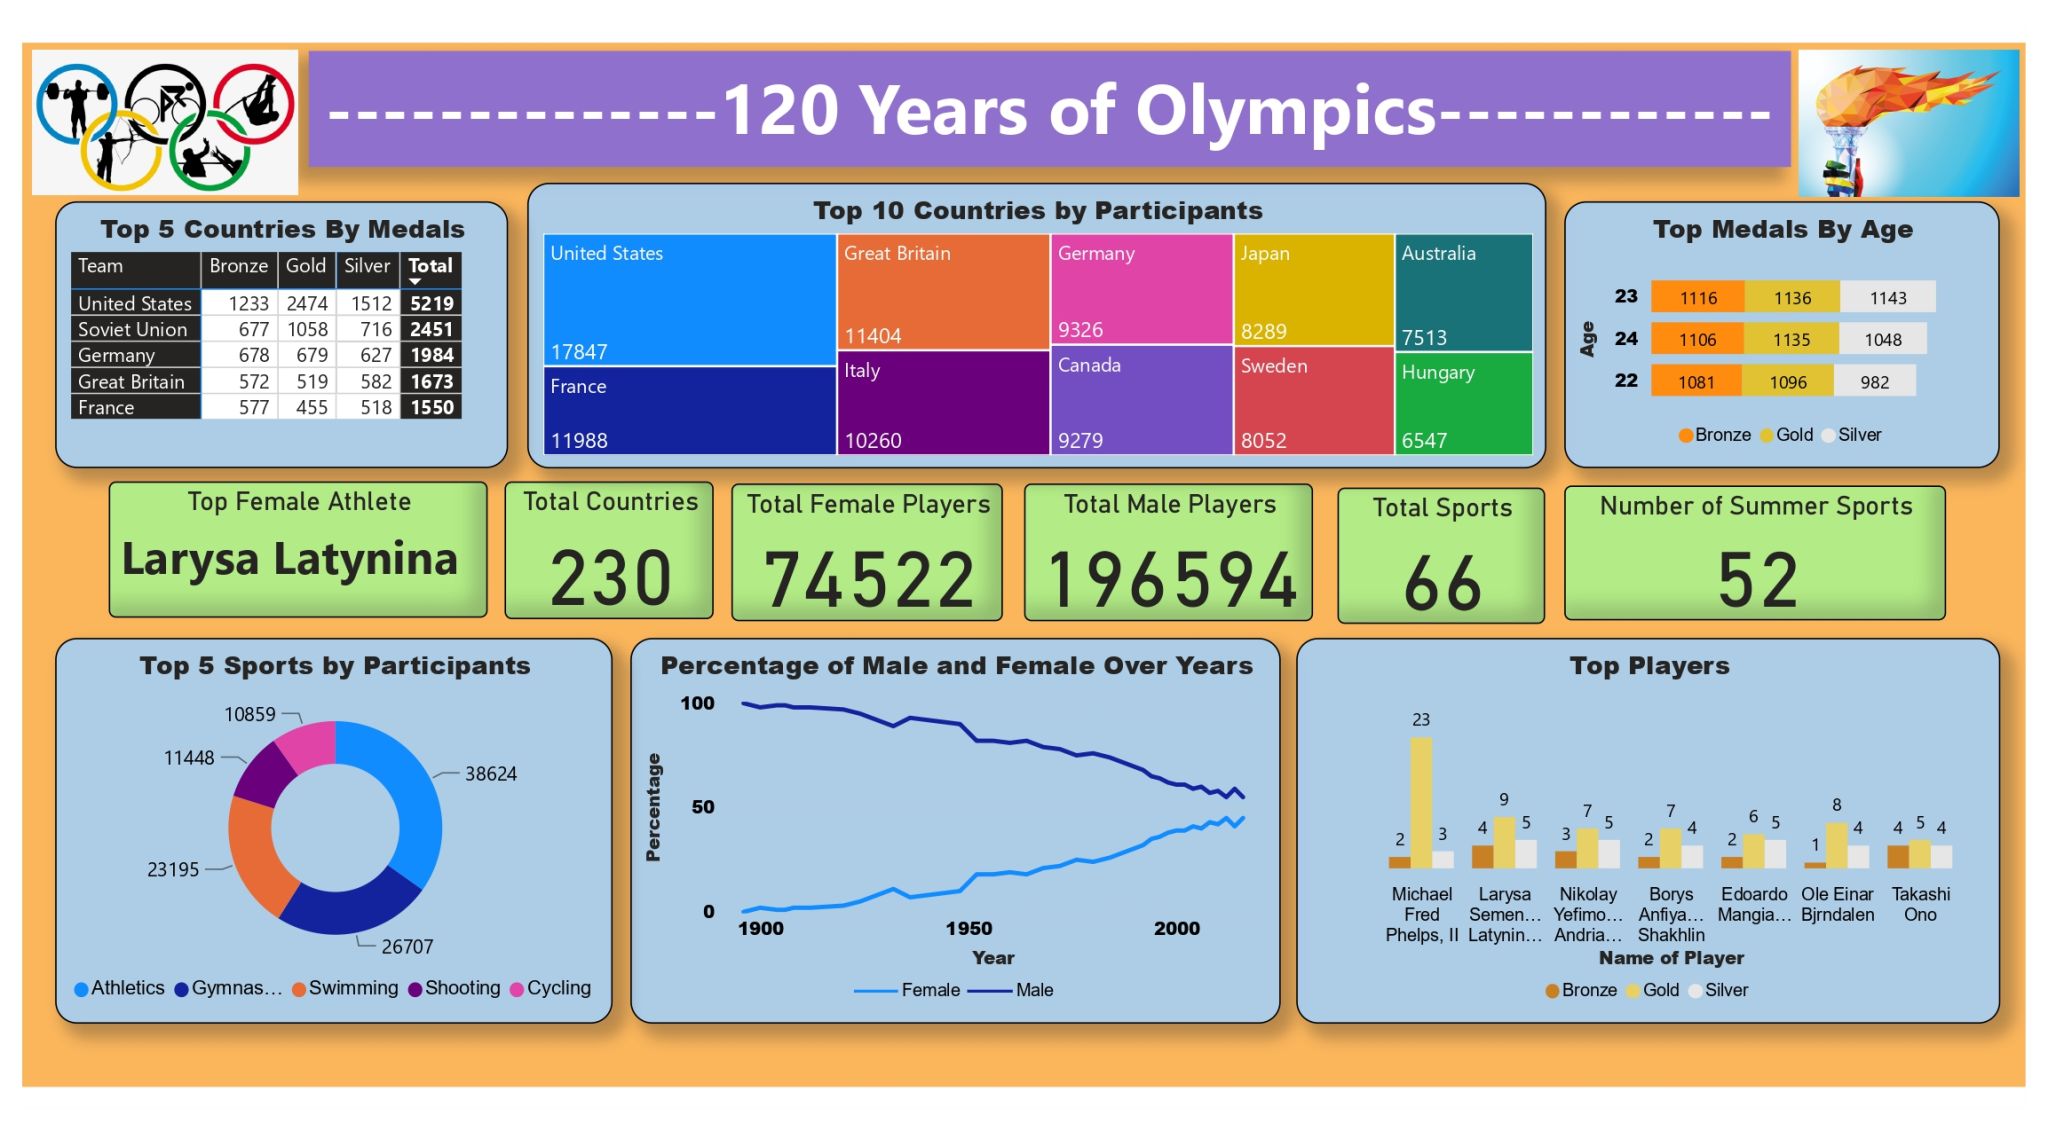 -------------120 Years of Olympics------------
Top 5 Countries By Medals
Team Bronze Gold Silver Total
United States 1233 2474 1512 5219
Soviet Union 677 1058 716 2451
Germany 678 679 627 1984
Great Britain 572 519 582 1673
France 577 455 518 1550
Top 10 Countries by Participants
United States
17847
France
11988
Great Britain
11404
Italy
10260
Germany
9326
Canada
9279
Japan
8289
Sweden
8052
Australia
7513
Hungary
6547
Top Medals By Age
Age
23 1116 1136 1143
24 1106 1135 1048
22 1081 1096 982
Bronze Gold Silver
Top Female Athlete
Larysa Latynina
Total Countries
230
Total Female Players
74522
Total Male Players
196594
Total Sports
66
Number of Summer Sports
52
Top 5 Sports by Participants
10859
11448
38624
23195
26707
Athletics Gymnas... Swimming Shooting Cycling
Percentage of Male and Female Over Years
Percentage
100
50
0
1900 1950 2000
Year
Female Male
Top Players
2 23 3
4 9 5
3 7 5
2 7 4
2 6 5
1 8 4
4 5 4
Michael
Fred
Phelps, II
Larysa
Semen...
Latynin...
Nikolay
Yefimo...
Andria...
Borys
Anfiya...
Shakhlin
Edoardo
Mangia...
Ole Einar
Bjrndalen
Takashi
Ono
Name of Player
Bronze Gold Silver